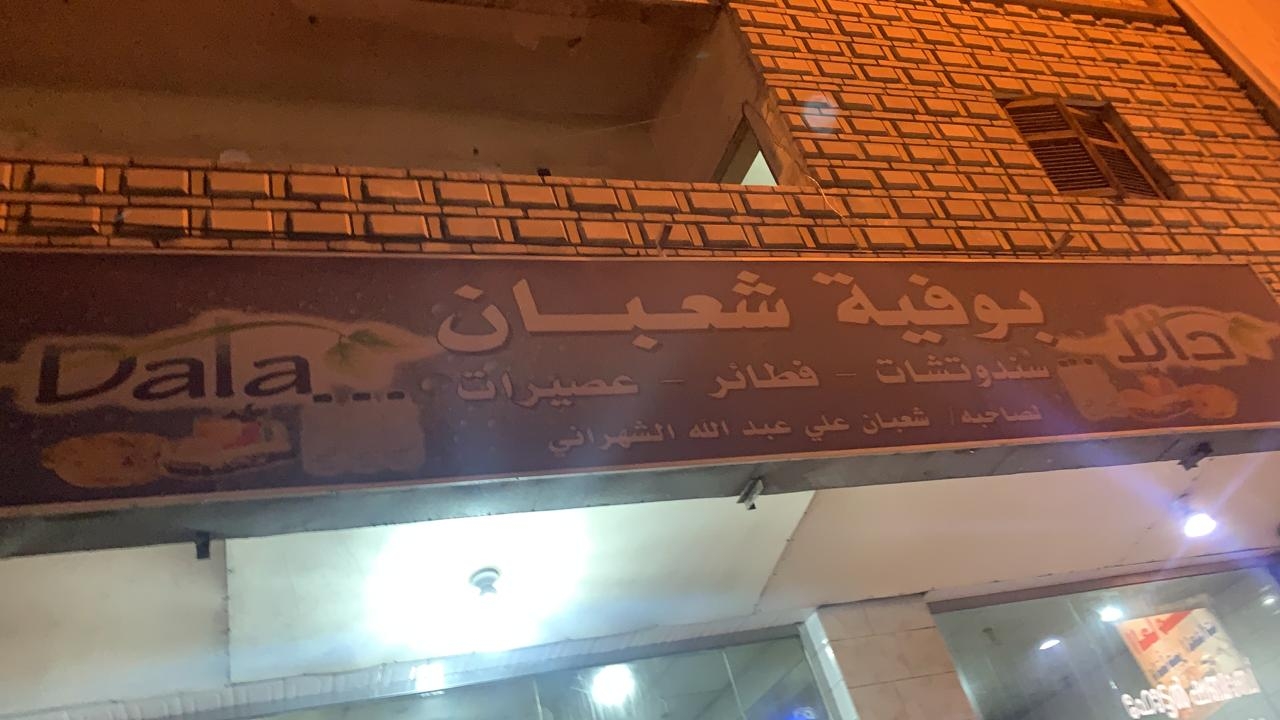 بوفية شعبان
سندوتشات - فطائر - عصيرات
لصاحبه / شعبان علي عبد الله الشهراني
دالا...
Dala...